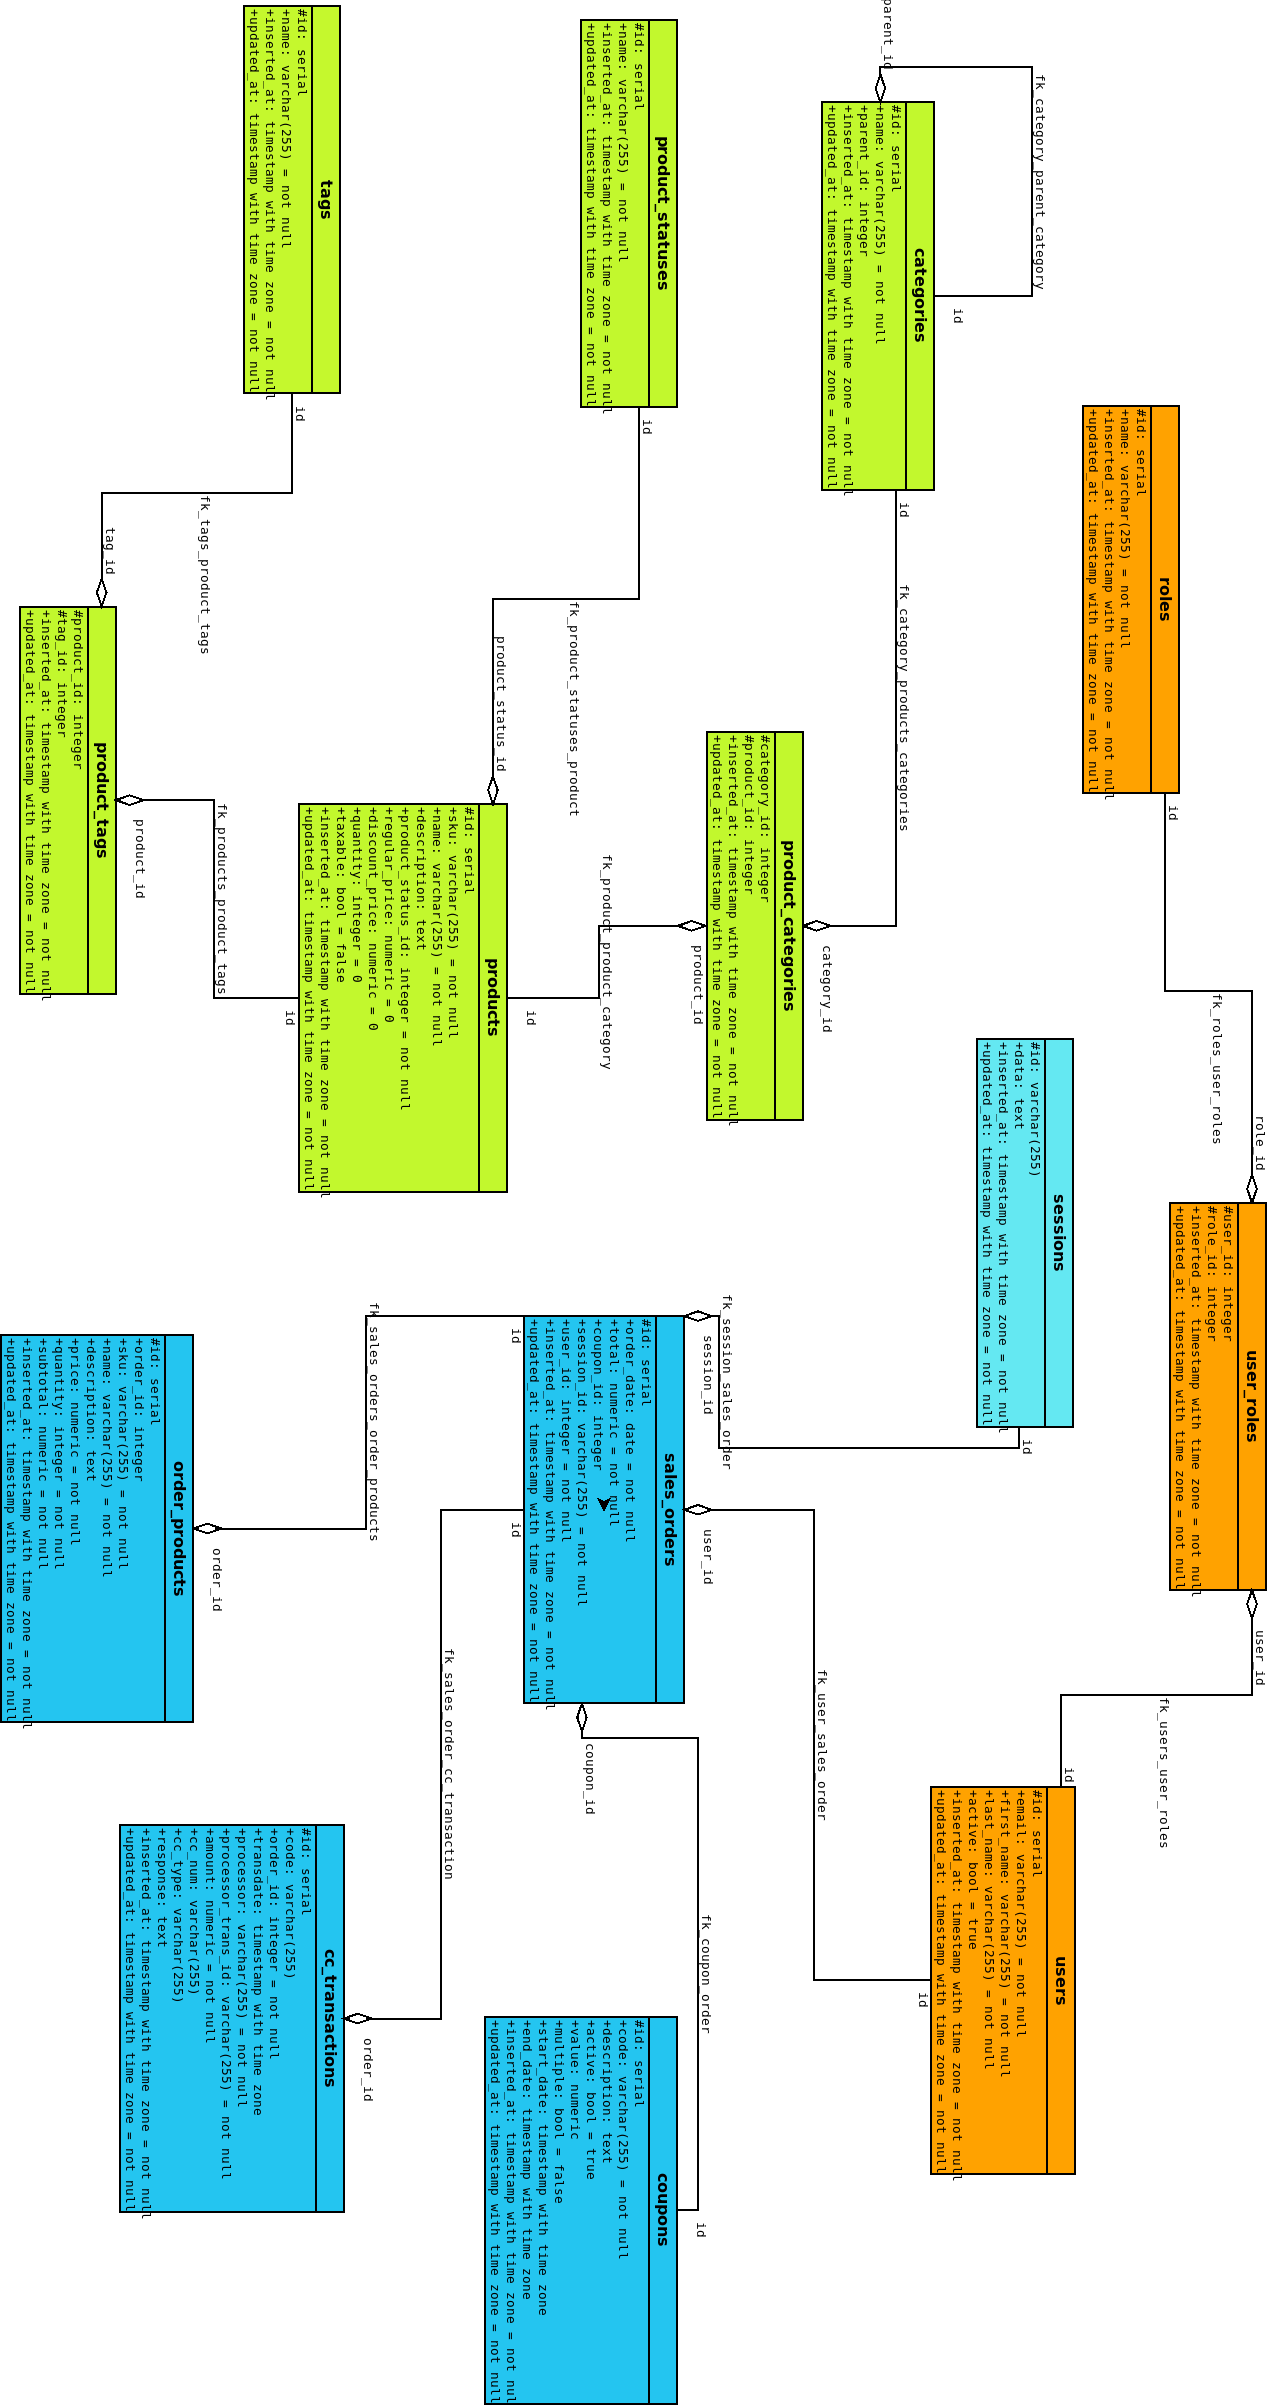 role_id
user_id
fk_roles_user_roles
user_roles
#user_id: integer
#role_id: integer
+inserted_at: timestamp with time zone = not null
+updated_at: timestamp with time zone = not null
fk_users_user_roles
roles
#id: serial
+name: varchar(255) = not null
+inserted_at: timestamp with time zone = not null
+updated_at: timestamp with time zone = not null
id
id
users
#id: serial
+email: varchar(255) = not null
+first_name: varchar(255) = not null
+last_name: varchar(255) = not null
+active: bool = true
+inserted_at: timestamp with time zone = not null
+updated_at: timestamp with time zone = not null
id
sessions
#id: varchar(255)
+data: text
+inserted_at: timestamp with time zone = not null
+updated_at: timestamp with time zone = not null
id
fk_category_parent_category
id
parent_id
categories
#id: serial
+name: varchar(255) = not null
+parent_id: integer
+inserted_at: timestamp with time zone = not null
+updated_at: timestamp with time zone = not null
id
fk_category_products_categories
category_id
product_categories
#category_id: integer
#product_id: integer
+inserted_at: timestamp with time zone = not null
+updated_at: timestamp with time zone = not null
product_id
fk_product_product_category
id
fk_user_sales_order
user_id
fk_session_sales_order
session_id
fk_coupon_order
id
coupon_id
product_statuses
#id: serial
+name: varchar(255) = not null
+inserted_at: timestamp with time zone = not null
+updated_at: timestamp with time zone = not null
id
fk_product_statuses_product
product_status_id
sales_orders
#id: serial
+order_date: date = not null
+total: numeric = not null
+coupon_id: integer
+session_id: varchar(255) = not null
+user_id: integer = not null
+inserted_at: timestamp with time zone = not null
+updated_at: timestamp with time zone = not null
id
id
coupons
#id: serial
+code: varchar(255) = not null
+description: text
+active: bool = true
+value: numeric
+multiple: bool = false
+start_date: timestamp with time zone
+end_date: timestamp with time zone
+inserted_at: timestamp with time zone = not nul
+updated_at: timestamp with time zone = not null
products
#id: serial
+sku: varchar(255) = not null
+name: varchar(255) = not null
+description: text
+product_status_id: integer = not null
+regular_price: numeric = 0
+discount_price: numeric = 0
+quantity: integer = 0
+taxable: bool = false
+inserted_at: timestamp with time zone = not null
+updated_at: timestamp with time zone = not null
id
fk_sales_order_cc_transaction
order_id
fk_sales_orders_order_products
order_id
cc_transactions
#id: serial
+code: varchar(255)
+order_id: integer = not null
+transdate: timestamp with time zone
+processor: varchar(255) = not null
+processor_trans_id: varchar(255) = not null
+amount: numeric = not null
+cc_num: varchar(255)
+cc_type: varchar(255)
+response: text
+inserted_at: timestamp with time zone = not null
+updated_at: timestamp with time zone = not null
tags
#id: serial
+name: varchar(255) = not null
+inserted_at: timestamp with time zone = not null
+updated_at: timestamp with time zone = not null
id
fk_tags_product_tags
tag_id
fk_products_product_tags
product_id
product_tags
#product_id: integer
#tag_id: integer
+inserted_at: timestamp with time zone = not null
+updated_at: timestamp with time zone = not null
order_products
#id: serial
+order_id: integer
+sku: varchar(255) = not null
+name: varchar(255) = not null
+description: text
+price: numeric = not null
+quantity: integer = not null
+subtotal: numeric = not null
+inserted_at: timestamp with time zone = not null
+updated_at: timestamp with time zone = not null